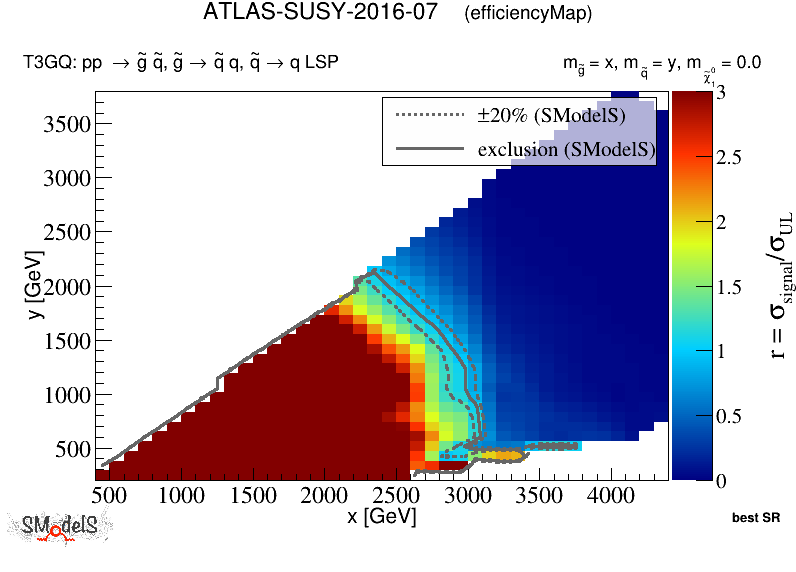 ATLAS-SUSY-2016-07 (efficiencyMap)
T3GQ: pp → g̃ q̃, g̃ → q̃ q, q̃ → q LSP
m_g̃ = x, m_q̃ = y, m_χ̃₁⁰ = 0.0
±20% (SModelS)
exclusion (SModelS)
3500
3000
2500
2000
1500
1000
500
y [GeV]
500 1000 1500 2000 2500 3000 3500 4000
x [GeV]
3
2.5
2
1.5
1
0.5
0
r = σ_signal/σ_UL
best SR
SModelS